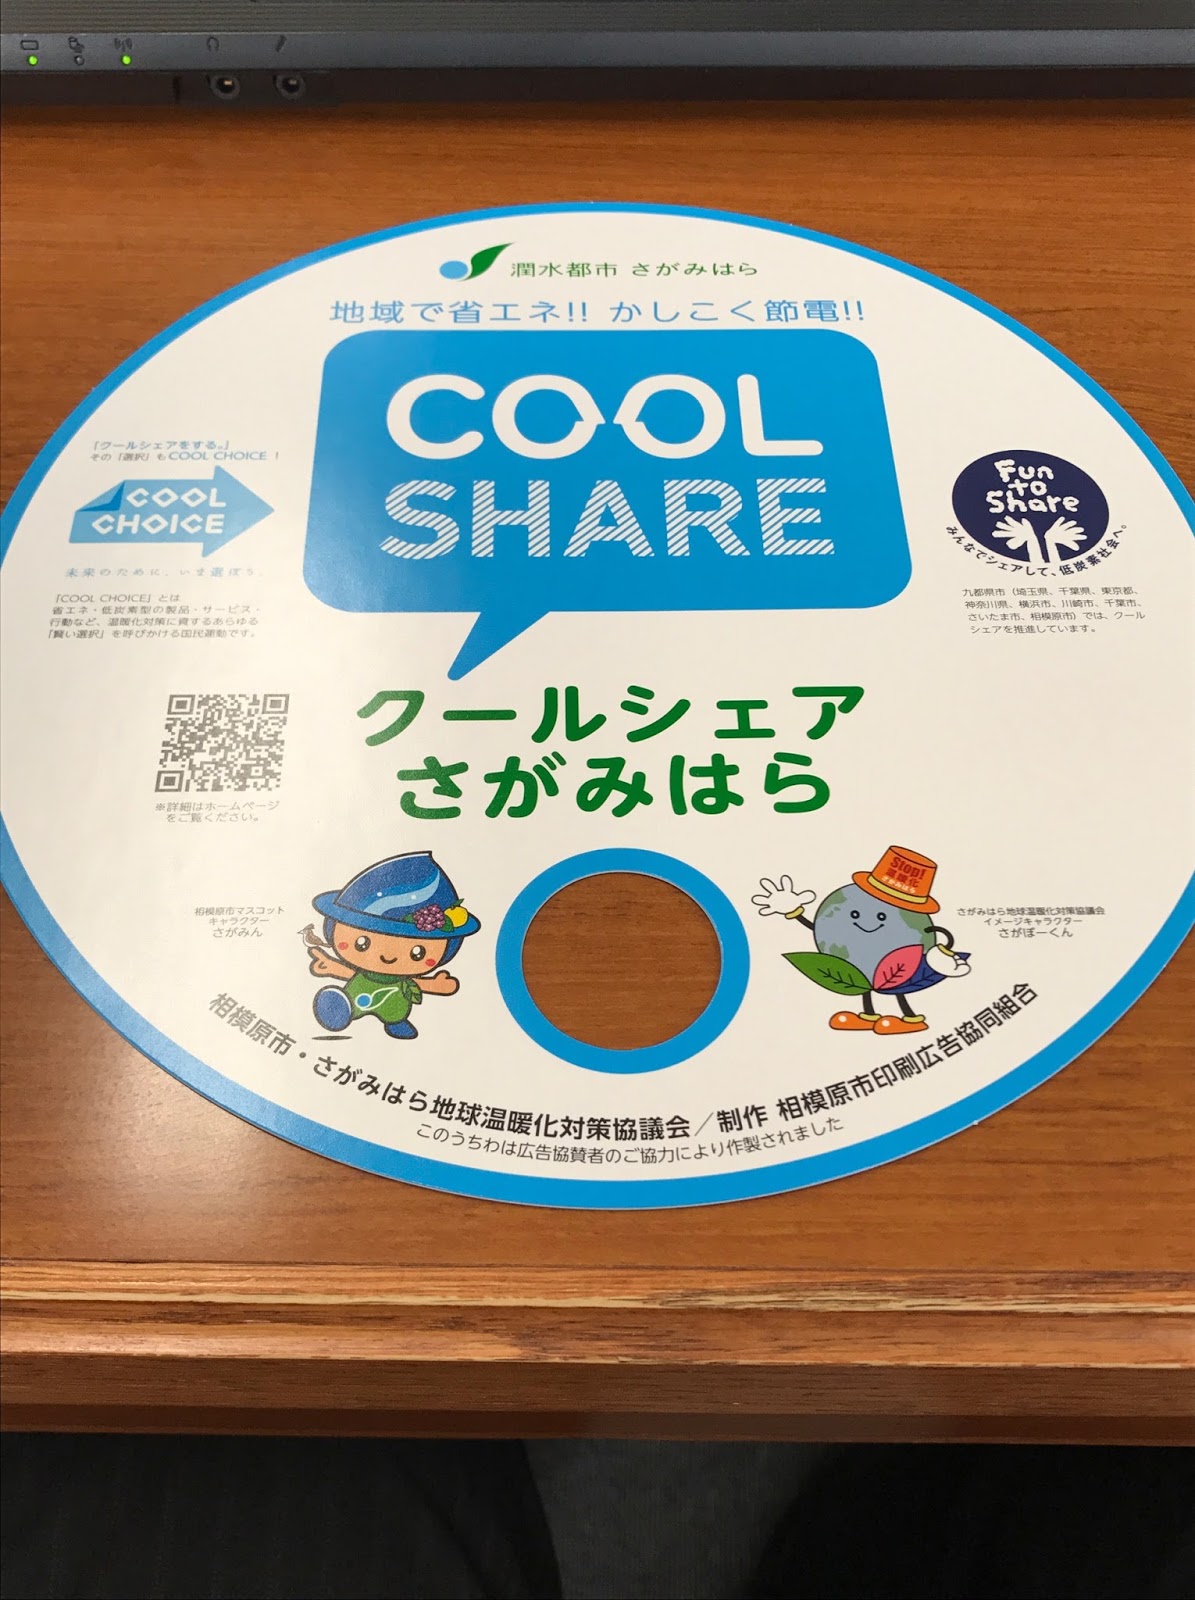 潤水都市 さがみはら
地域で省エネ!! かしこく節電!!
COOL
SHARE
「クールシェアをする。」
その「選択」も COOL CHOICE !
COOL
CHOICE
未来のために、いま選ぼう。
「COOL CHOICE」とは
省エネ・低炭素型の製品・サービス・
行動など、温暖化対策に資するあらゆる
「賢い選択」を呼びかける国民運動です。
Fun
to
Share
みんなでシェアして、低炭素社会へ。
九都県市(埼玉県、千葉県、東京都、
神奈川県、横浜市、川崎市、千葉市、
さいたま市、相模原市)では、クール
シェアを推進しています。
クールシェア
さがみはら
※詳細はホームページ
をご覧ください。
相模原市マスコット
キャラクター
さがみん
Stop!
温暖化
さがみはら
さがみはら地球温暖化対策協議会
イメージキャラクター
さがぼーくん
相模原市・さがみはら地球温暖化対策協議会/制作 相模原市印刷広告協同組合
このうちわは広告協賛者のご協力により作製されました